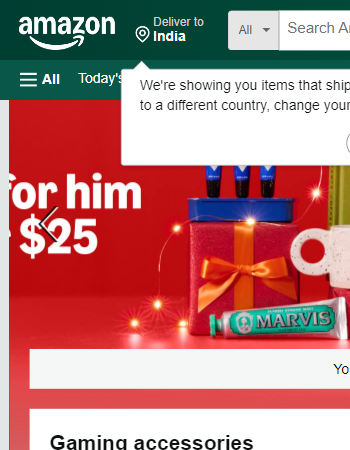 amazon
Deliver to
India
All
Search A
All
Today's
We're showing you items that ship
to a different country, change your
for him
$25
MARVIS
Yo
Gaming accessories